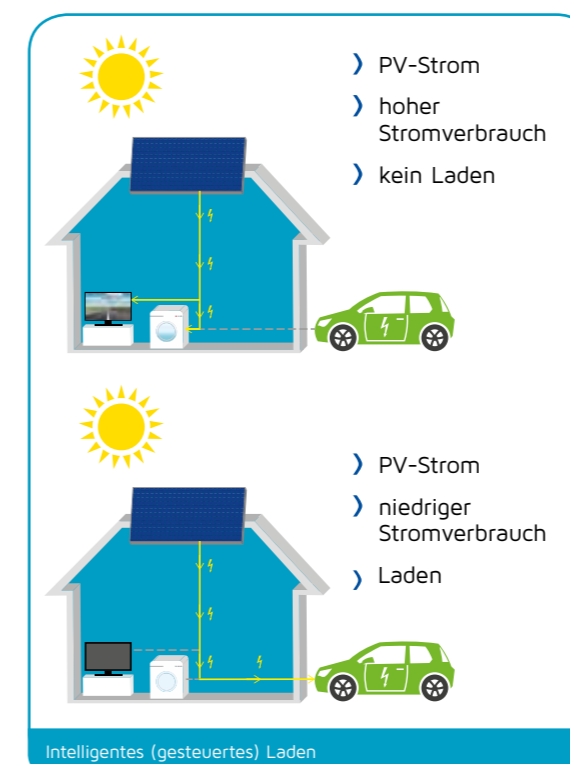 PV-Strom
hoher
Stromverbrauch
kein Laden
PV-Strom
niedriger
Stromverbrauch
Laden
Intelligentes (gesteuertes) Laden